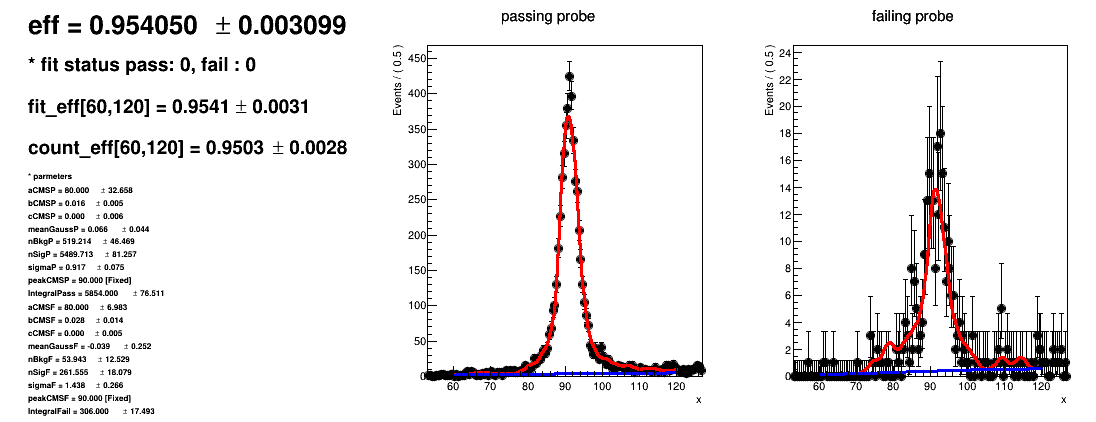 eff = 0.954050 ± 0.003099
* fit status pass: 0, fail : 0
fit_eff[60,120] = 0.9541 ± 0.0031
count_eff[60,120] = 0.9503 ± 0.0028
* parmeters
aCMSP = 80.000 ± 32.658
bCMSP = 0.016 ± 0.005
cCMSP = 0.000 ± 0.006
meanGaussP = 0.066 ± 0.044
nBkgP = 519.214 ± 46.469
nSigP = 5489.713 ± 81.257
sigmaP = 0.917 ± 0.075
peakCMSP = 90.000 [Fixed]
IntegralPass = 5854.000 ± 76.511
aCMSF = 80.000 ± 6.983
bCMSF = 0.028 ± 0.014
cCMSF = 0.000 ± 0.005
meanGaussF = -0.039 ± 0.252
nBkgF = 53.943 ± 12.529
nSigF = 261.555 ± 18.079
sigmaF = 1.438 ± 0.266
peakCMSF = 90.000 [Fixed]
IntegralFail = 306.000 ± 17.493
passing probe
Events / ( 0.5 )
450
400
350
300
250
200
150
100
50
0
60 70 80 90 100 110 120
x
failing probe
Events / ( 0.5 )
24
22
20
18
16
14
12
10
8
6
4
2
0
60 70 80 90 100 110 120
x